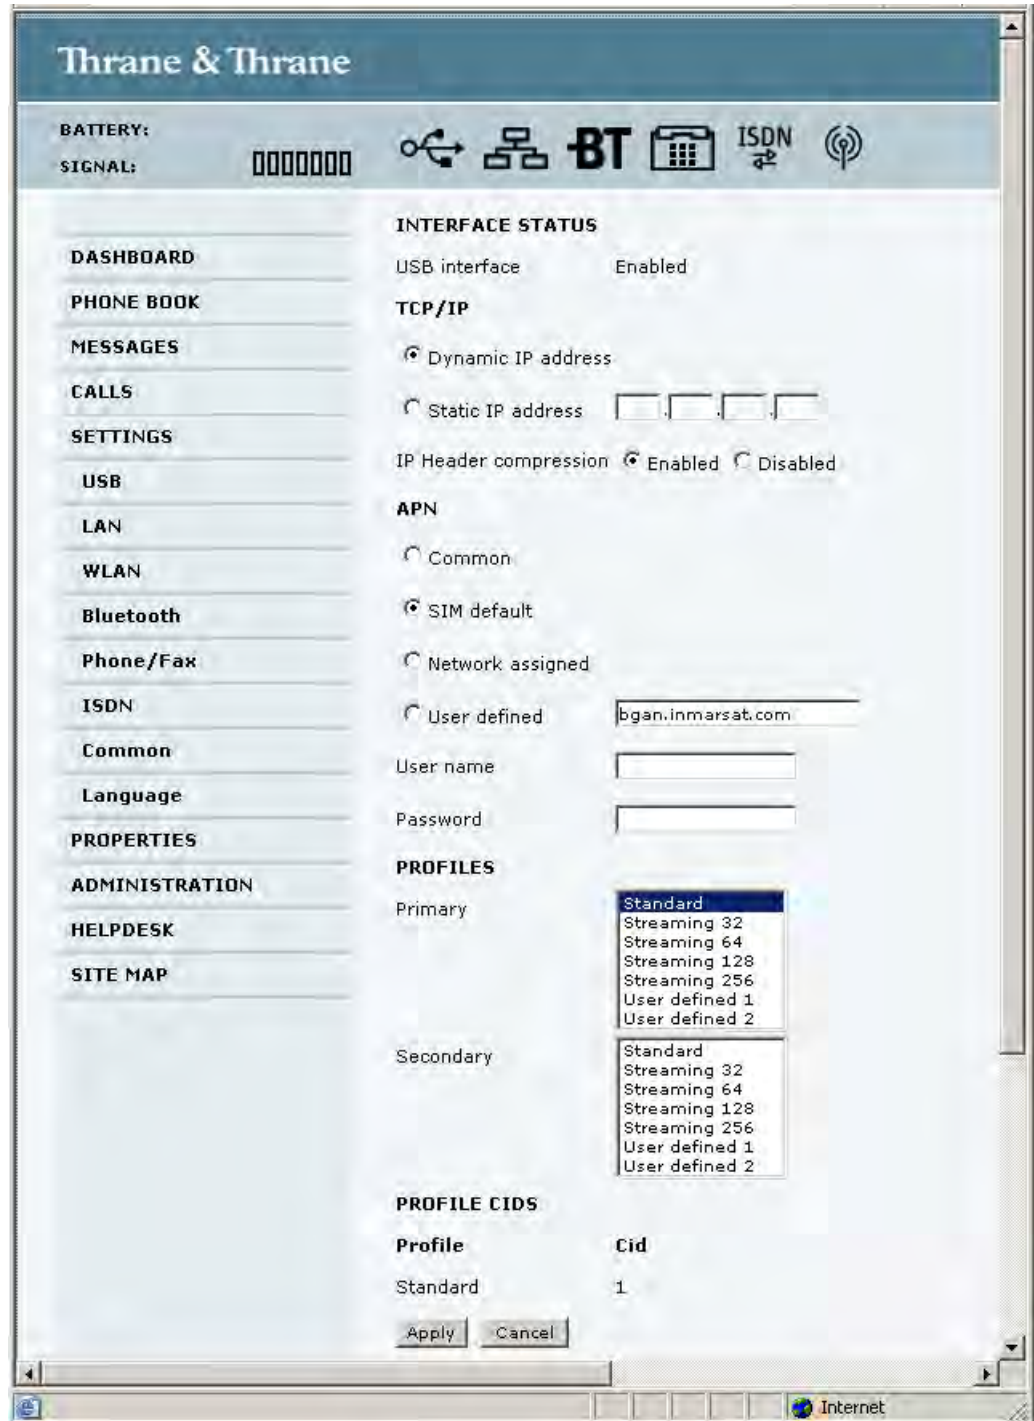 Thrane & Thrane
BATTERY:
SIGNAL:
BT
ISDN
DASHBOARD
PHONE BOOK
MESSAGES
CALLS
SETTINGS
USB
LAN
WLAN
Bluetooth
Phone/Fax
ISDN
Common
Language
PROPERTIES
ADMINISTRATION
HELPDESK
SITE MAP
INTERFACE STATUS
USB interface Enabled
TCP/IP
Dynamic IP address
Static IP address . . .
IP Header compression Enabled Disabled
APN
Common
SIM default
Network assigned
User defined bgan.inmarsat.com
User name
Password
PROFILES
Primary
Standard
Streaming 32
Streaming 64
Streaming 128
Streaming 256
User defined 1
User defined 2
Secondary
Standard
Streaming 32
Streaming 64
Streaming 128
Streaming 256
User defined 1
User defined 2
PROFILE CIDS
Profile Cid
Standard 1
Apply Cancel
Internet